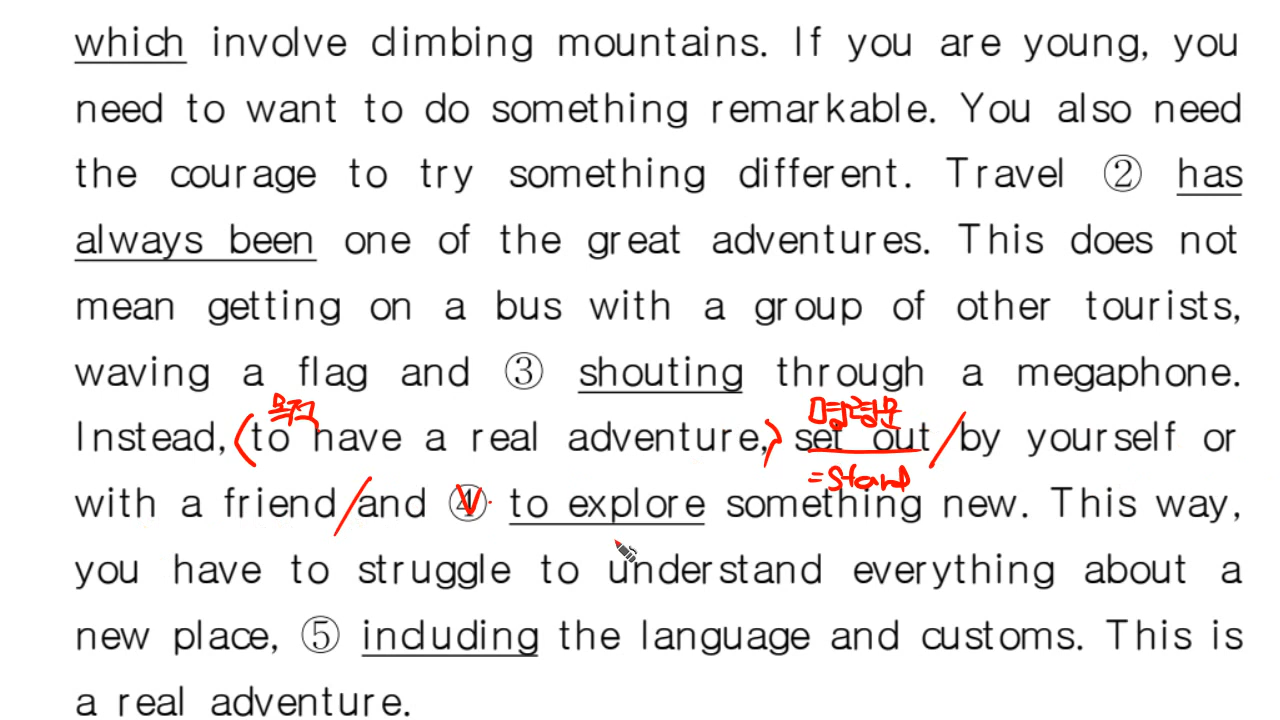 which involve climbing mountains. If you are young, you
need to want to do something remarkable. You also need
the courage to try something different. Travel ② has
always been one of the great adventures. This does not
mean getting on a bus with a group of other tourists,
waving a flag and ③ shouting through a megaphone.
목적 명령문
Instead, (to have a real adventure,) set out / by yourself or
= start
with a friend / and ④ to explore something new. This way,
you have to struggle to understand everything about a
new place, ⑤ including the language and customs. This is
a real adventure.